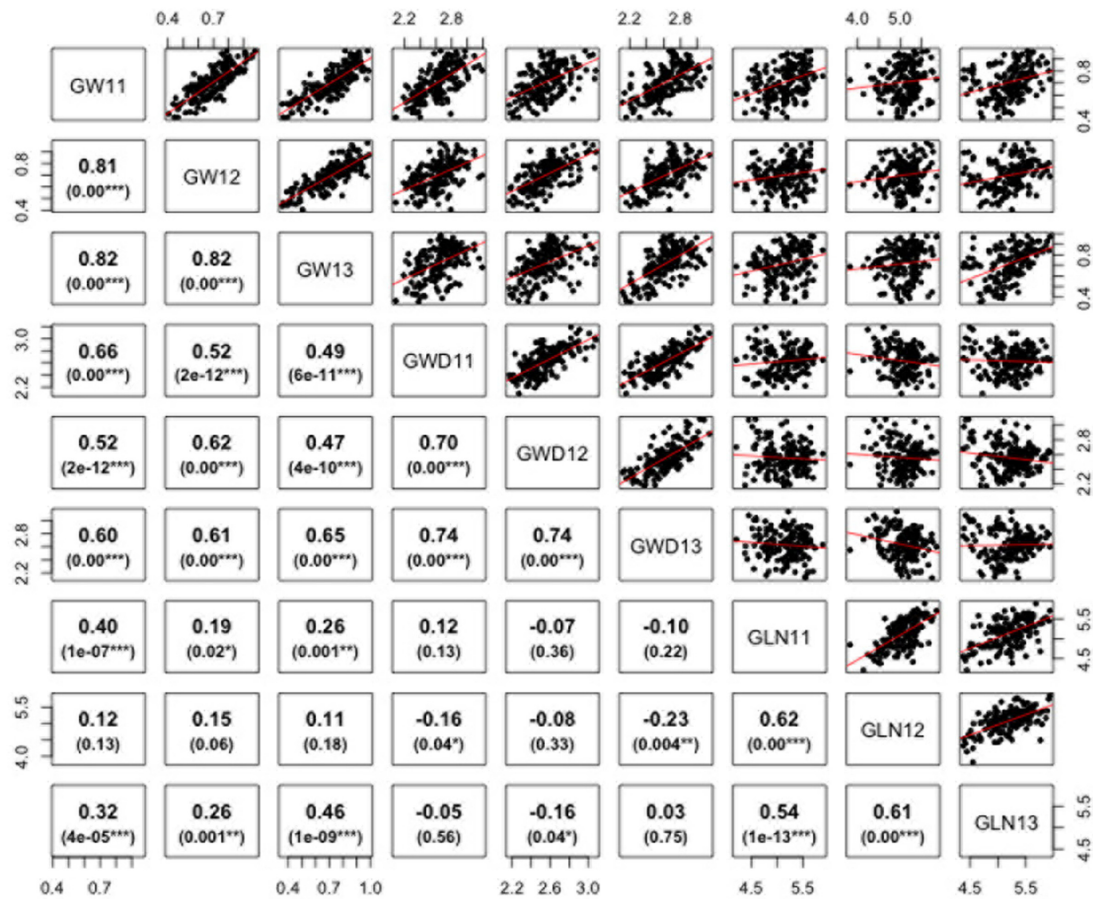 0.4 0.7 2.2 2.8 2.2 2.8 4.0 5.0
GW11 0.4 0.8
0.4 0.8 0.81 GW12
(0.00***)
0.82 0.82 GW13 0.4 0.8
(0.00***) (0.00***)
2.2 3.0 0.66 0.52 0.49 GWD11
(0.00***) (2e-12***) (6e-11***)
0.52 0.62 0.47 0.70 GWD12 2.2 2.8
(2e-12***) (0.00***) (4e-10***) (0.00***)
2.2 2.8 0.60 0.61 0.65 0.74 0.74 GWD13
(0.00***) (0.00***) (0.00***) (0.00***) (0.00***)
0.40 0.19 0.26 0.12 -0.07 -0.10 GLN11 4.5 5.5
(1e-07***) (0.02*) (0.001**) (0.13) (0.36) (0.22)
4.0 5.5 0.12 0.15 0.11 -0.16 -0.08 -0.23 0.62 GLN12
(0.13) (0.06) (0.18) (0.04*) (0.33) (0.004**) (0.00***)
0.32 0.26 0.46 -0.05 -0.16 0.03 0.54 0.61 GLN13 4.5 5.5
(4e-05***) (0.001**) (1e-09***) (0.56) (0.04*) (0.75) (1e-13***) (0.00***)
0.4 0.7 0.4 0.7 1.0 2.2 2.6 3.0 4.5 5.5 4.5 5.5